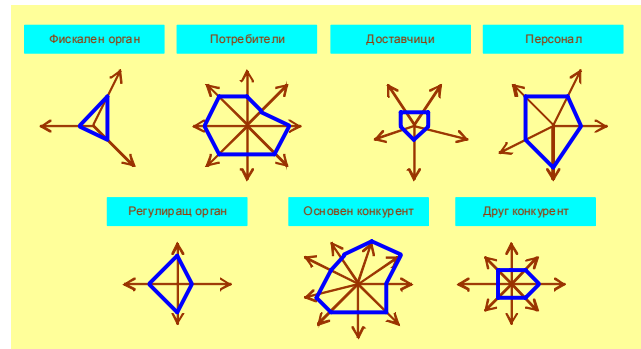 Фискален орган
Потребители
Доставчици
Персонал
Регулиращ орган
Основен конкурент
Друг конкурент